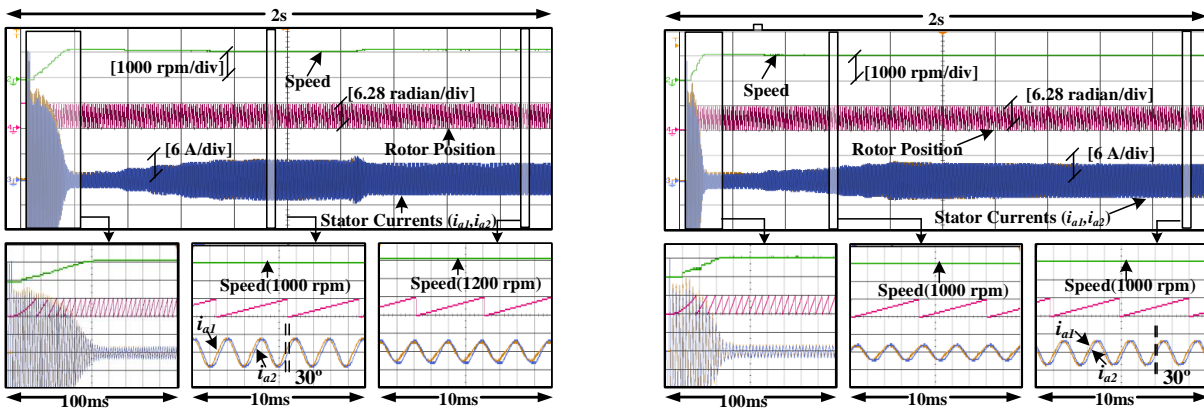 2s
[1000 rpm/div]
Speed
[6.28 radian/div]
[6 A/div]
Rotor Position
Stator Currents (ia1,ia2)
Speed(1000 rpm)
Speed(1200 rpm)
ia1
ia2
30°
100ms
10ms
10ms
2s
[1000 rpm/div]
Speed
[6.28 radian/div]
Rotor Position
[6 A/div]
Stator Currents (ia1,ia2)
Speed(1000 rpm)
Speed(1000 rpm)
ia1
ia2
30°
100ms
10ms
10ms